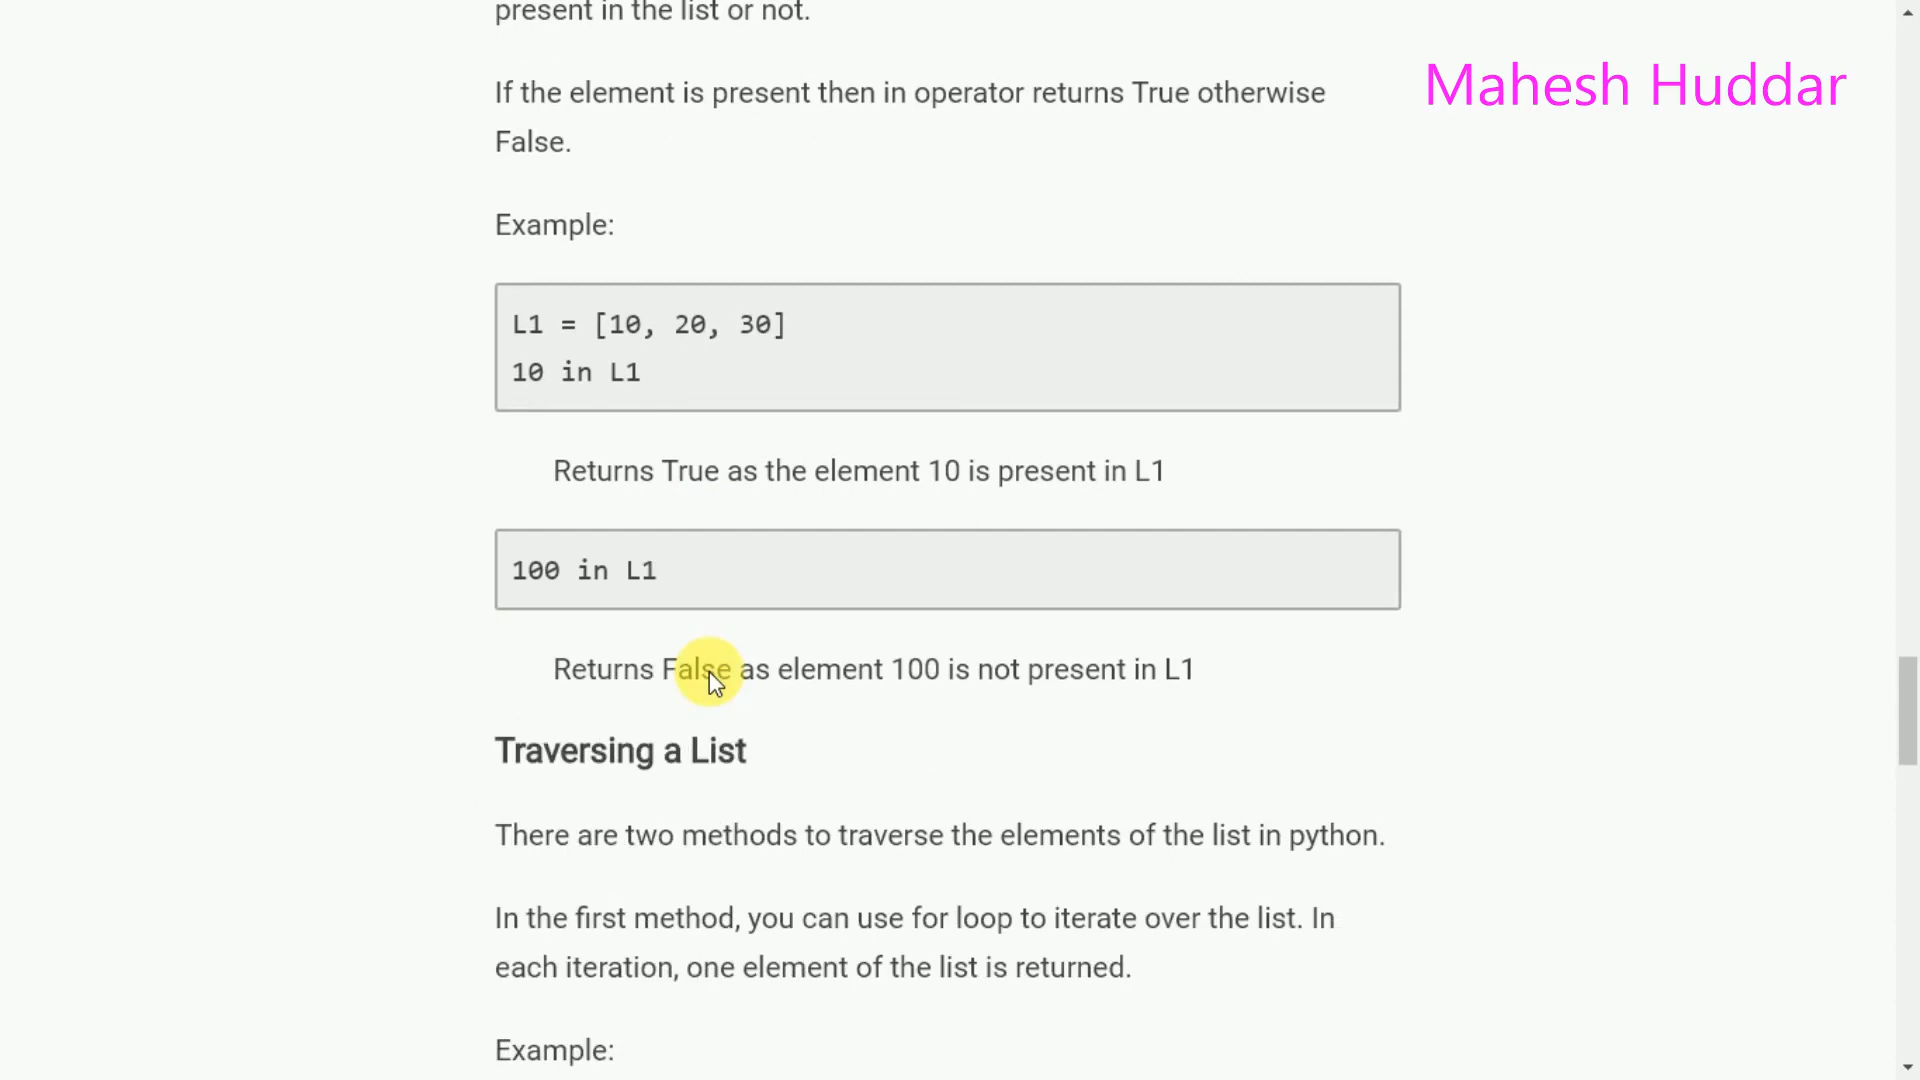 present in the list or not.
Mahesh Huddar
If the element is present then in operator returns True otherwise
False.
Example:
L1 = [10, 20, 30]
10 in L1
Returns True as the element 10 is present in L1
100 in L1
Returns False as element 100 is not present in L1
Traversing a List
There are two methods to traverse the elements of the list in python.
In the first method, you can use for loop to iterate over the list. In
each iteration, one element of the list is returned.
Example: